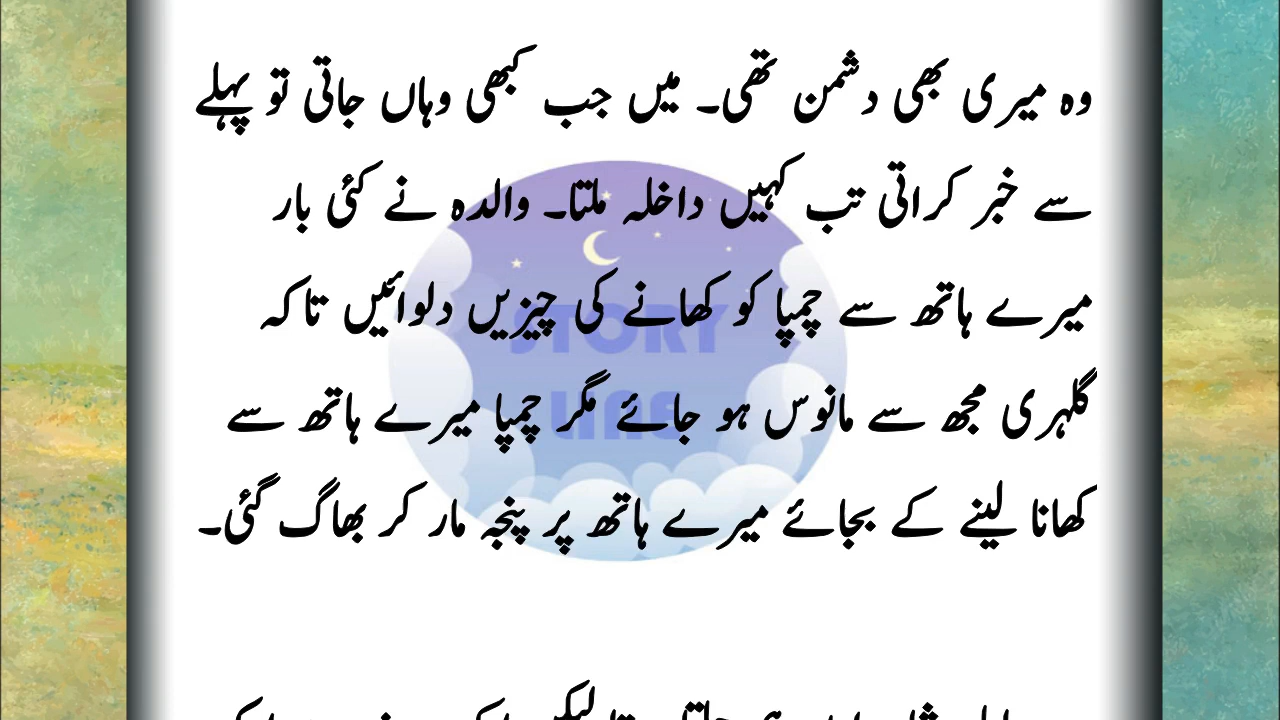 وہ میری بھی دشمن تھی۔ میں جب کبھی وہاں جاتی تو پہلے
سے خبر کراتی تب کہیں داخلہ ملتا۔ والدہ نے کئی بار
میرے ہاتھ سے چمپا کو کھانے کی چیزیں دلوائیں تاکہ
گلہری مجھ سے مانوس ہو جائے مگر چمپا میرے ہاتھ سے
کھانا لینے کے بجائے میرے ہاتھ پر پنجہ مار کر بھاگ گئی۔
STORY
LINE